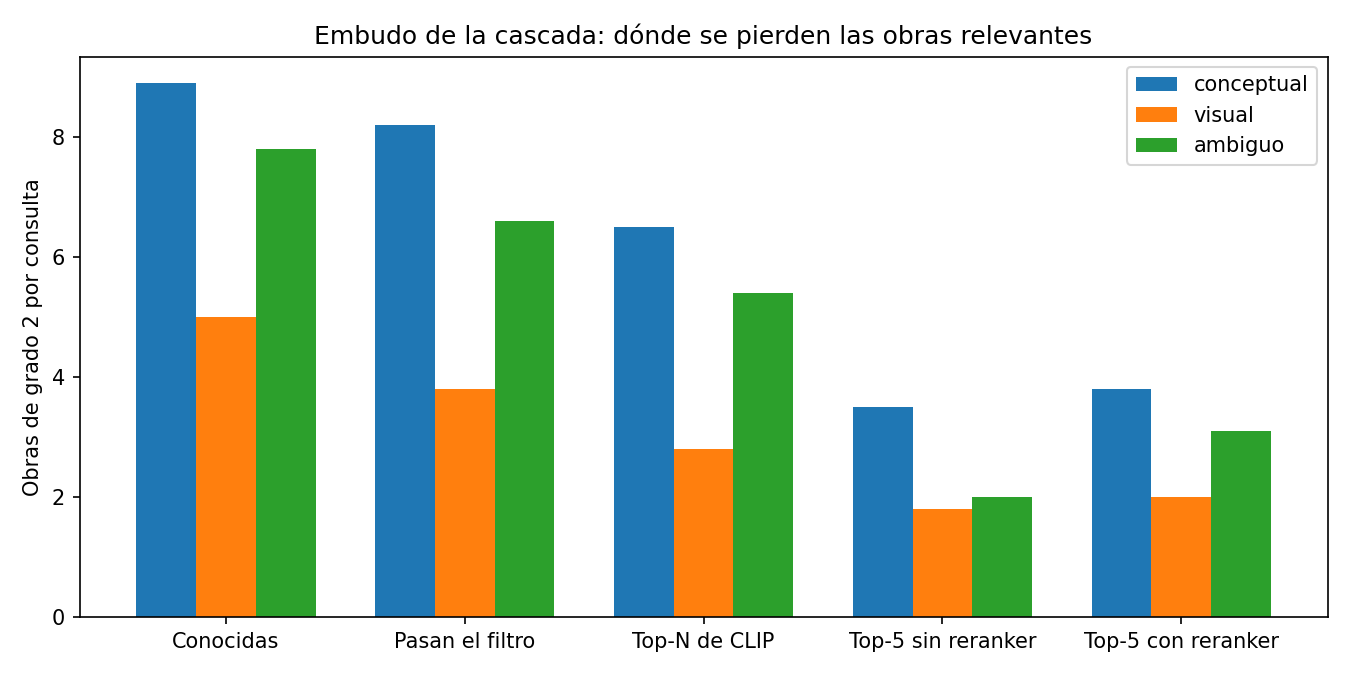 Embudo de la cascada: dónde se pierden las obras relevantes
conceptual
visual
ambiguo
Obras de grado 2 por consulta
8
6
4
2
0
Conocidas
Pasan el filtro
Top-N de CLIP
Top-5 sin reranker
Top-5 con reranker